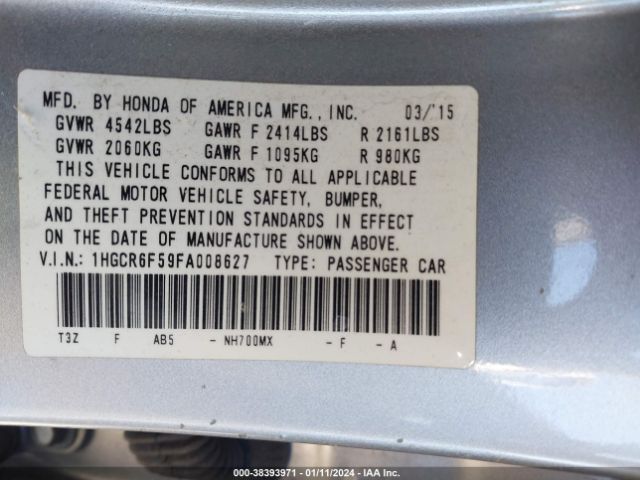 MFD. BY HONDA OF AMERICA MFG., INC. 03/'15
GVWR 4542LBS GAWR F 2414LBS R 2161LBS
GVWR 2060KG GAWR F 1095KG R 980KG
THIS VEHICLE CONFORMS TO ALL APPLICABLE
FEDERAL MOTOR VEHICLE SAFETY, BUMPER,
AND THEFT PREVENTION STANDARDS IN EFFECT
ON THE DATE OF MANUFACTURE SHOWN ABOVE.
V.I.N.: 1HGCR6F59FA008627 TYPE: PASSENGER CAR
T3Z F AB5 - NH700MX - F - A
000-38393971 - 01/11/2024 - IAA Inc.